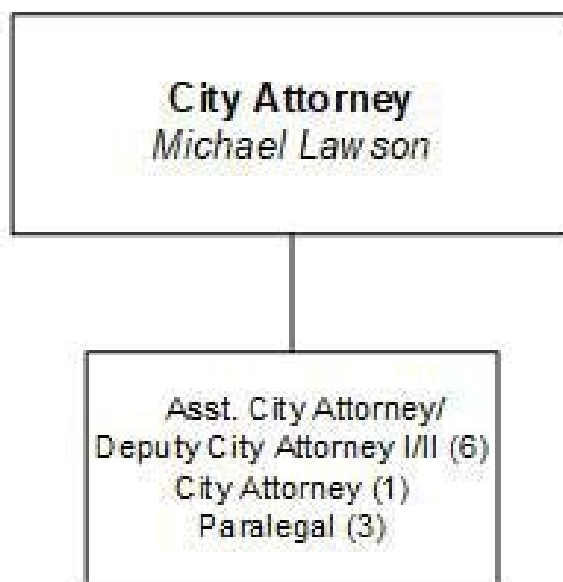 City Attorney
Michael Lawson
Asst. City Attorney/
Deputy City Attorney I/II (6)
City Attorney (1)
Paralegal (3)